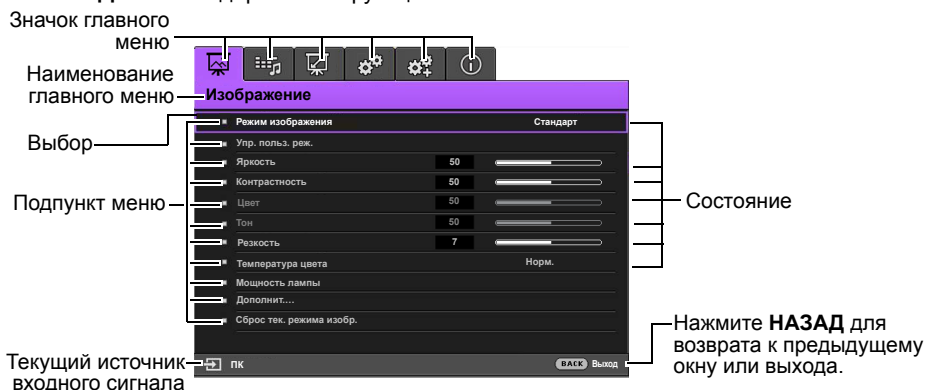 Значок главного
меню
Наименование
главного меню
Изображение
Выбор
Режим изображения Стандарт
Упр. польз. реж.
Яркость 50
Контрастность 50
Подпункт меню
Цвет 50
Состояние
Тон 50
Резкость 7
Температура цвета Норм.
Мощность лампы
Дополнит....
Сброс тек. режима изобр.
Нажмите НАЗАД для
возврата к предыдущему
окну или выхода.
Текущий источник
входного сигнала
ПК
BACK Выход